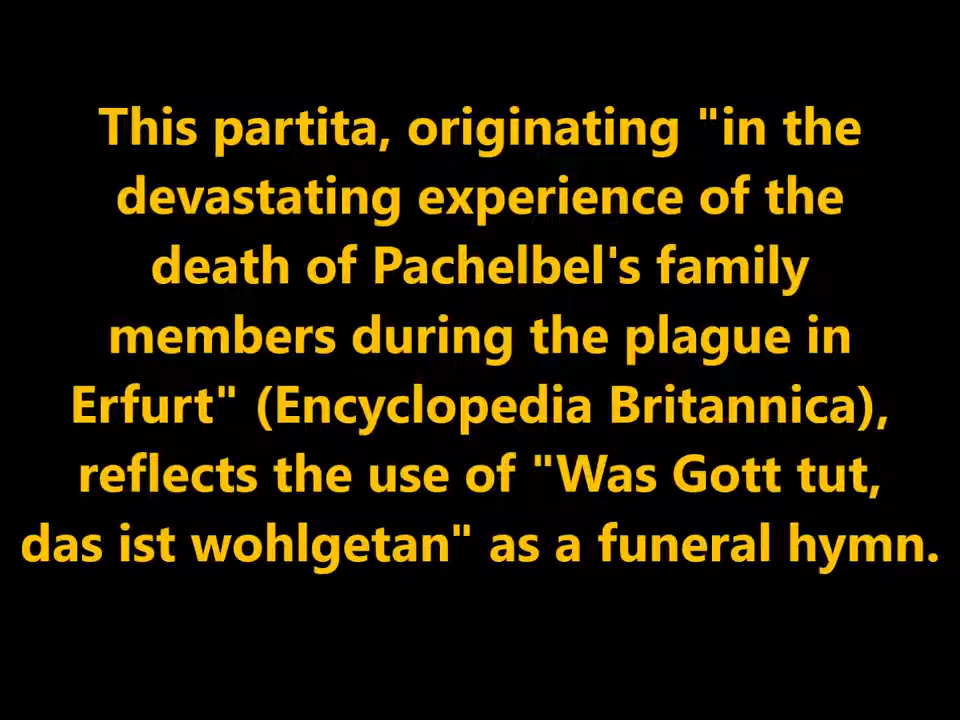 This partita, originating "in the
devastating experience of the
death of Pachelbel's family
members during the plague in
Erfurt" (Encyclopedia Britannica),
reflects the use of "Was Gott tut,
das ist wohlgetan" as a funeral hymn.